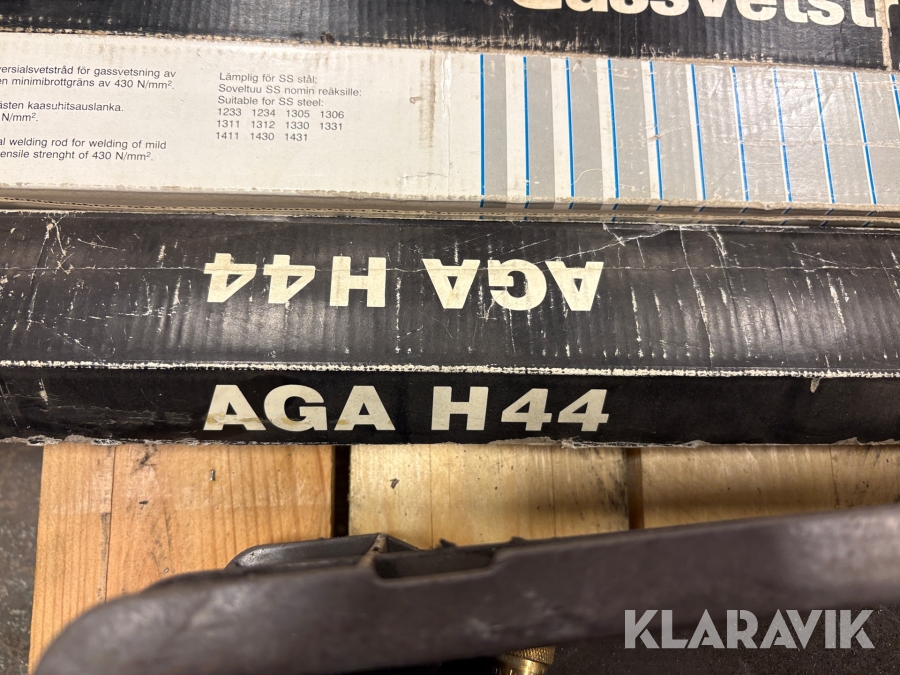 ersialsvetstråd för gassvetsning av
en minimibrottgräns av 430 N/mm².
ästen kaasuhitsauslanka.
N/mm².
al welding rod for welding of mild
ensile strenght of 430 N/mm².
Lämplig för SS stål:
Soveltuu SS nomin reäksille:
Suitable for SS steel:
1233 1234 1305 1306
1311 1312 1330 1331
1411 1430 1431
AGA H44
AGA H44
KLARAVIK